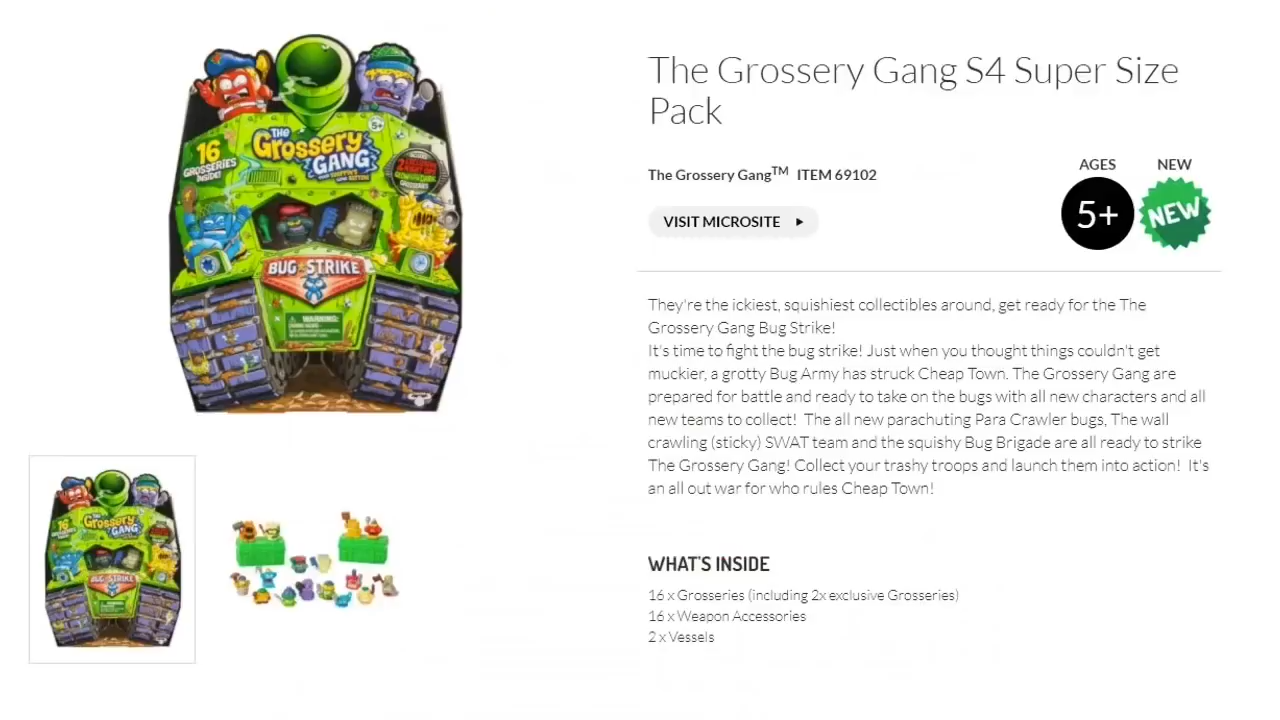 The Grossery Gang S4 Super Size
Pack
The Grossery Gang™ ITEM 69102
AGES
NEW
5+
NEW
VISIT MICROSITE
They're the ickiest, squishiest collectibles around, get ready for the The
Grossery Gang Bug Strike!
It's time to fight the bug strike! Just when you thought things couldn't get
muckier, a grotty Bug Army has struck Cheap Town. The Grossery Gang are
prepared for battle and ready to take on the bugs with all new characters and all
new teams to collect!  The all new parachuting Para Crawler bugs, The wall
crawling (sticky) SWAT team and the squishy Bug Brigade are all ready to strike
The Grossery Gang! Collect your trashy troops and launch them into action!  It's
an all out war for who rules Cheap Town!
WHAT'S INSIDE
16 x Grosseries (including 2x exclusive Grosseries)
16 x Weapon Accessories
2 x Vessels
5+
THE
Grossery
GANG
16
GROSSERIES
INSIDE!
BUG STRIKE
WARNING:
16
THE
Grossery
GANG
BUG STRIKE